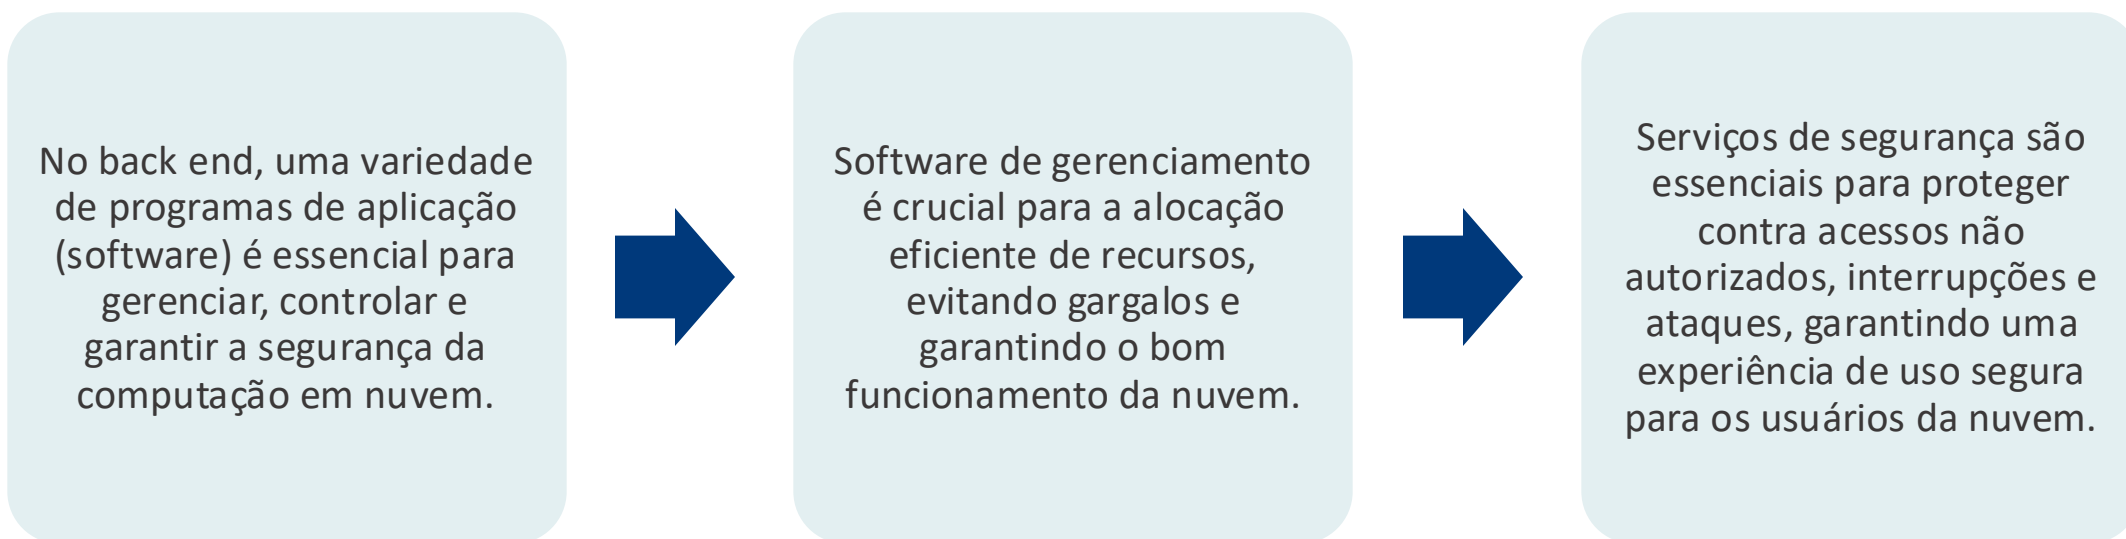 No back end, uma variedade
de programas de aplicação
(software) é essencial para
gerenciar, controlar e
garantir a segurança da
computação em nuvem.
Software de gerenciamento
é crucial para a alocação
eficiente de recursos,
evitando gargalos e
garantindo o bom
funcionamento da nuvem.
Serviços de segurança são
essenciais para proteger
contra acessos não
autorizados, interrupções e
ataques, garantindo uma
experiência de uso segura
para os usuários da nuvem.